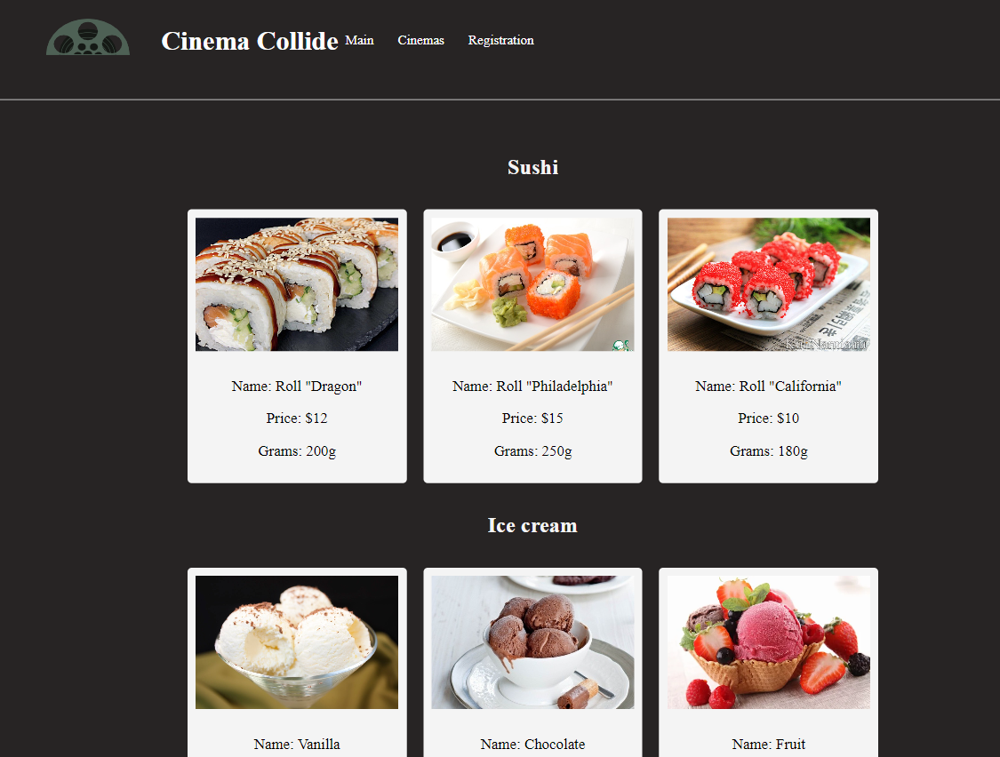 Cinema Collide Main Cinemas Registration
Sushi
Name: Roll "Dragon"
Price: $12
Grams: 200g
Name: Roll "Philadelphia"
Price: $15
Grams: 250g
Name: Roll "California"
Price: $10
Grams: 180g
Ice cream
Name: Vanilla
Name: Chocolate
Name: Fruit